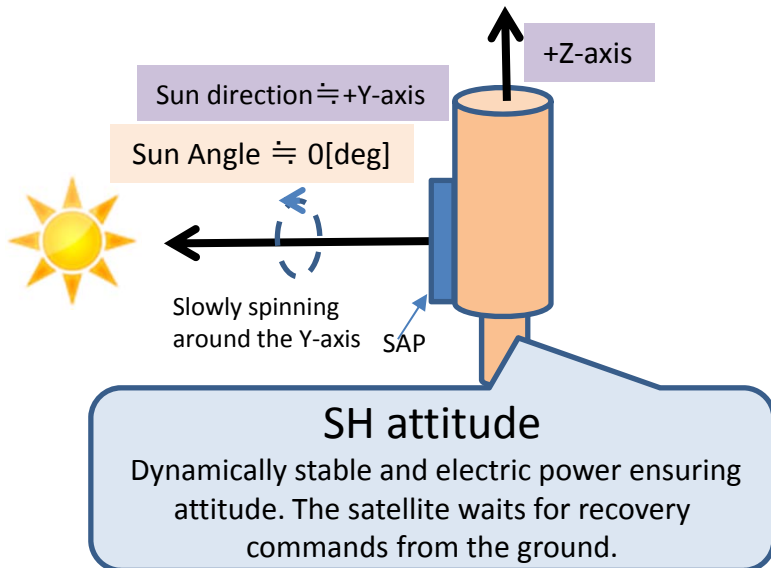 +Z-axis
Sun direction≒+Y-axis
Sun Angle ≒ 0[deg]
Slowly spinning
around the Y-axis
SAP
SH attitude
Dynamically stable and electric power ensuring
attitude. The satellite waits for recovery
commands from the ground.